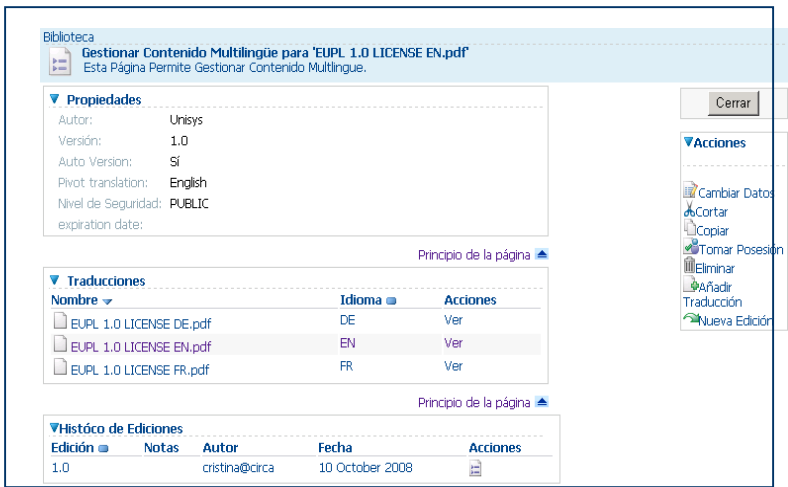 Biblioteca
Gestionar Contenido Multilingüe para 'EUPL 1.0 LICENSE EN.pdf'
Esta Página Permite Gestionar Contenido Multlingue.
Propiedades
Autor: Unisys
Versión: 1.0
Auto Version: Sí
Pivot translation: English
Nivel de Seguridad: PUBLIC
expiration date:
Principio de la página
Traducciones
Nombre Idioma Acciones
EUPL 1.0 LICENSE DE.pdf DE Ver
EUPL 1.0 LICENSE EN.pdf EN Ver
EUPL 1.0 LICENSE FR.pdf FR Ver
Principio de la página
Históco de Ediciones
Edición Notas Autor Fecha Acciones
1.0 cristina@circa 10 October 2008
Cerrar
Acciones
Cambiar Datos
Cortar
Copiar
Tomar Posesión
Eliminar
Añadir
Traducción
Nueva Edición